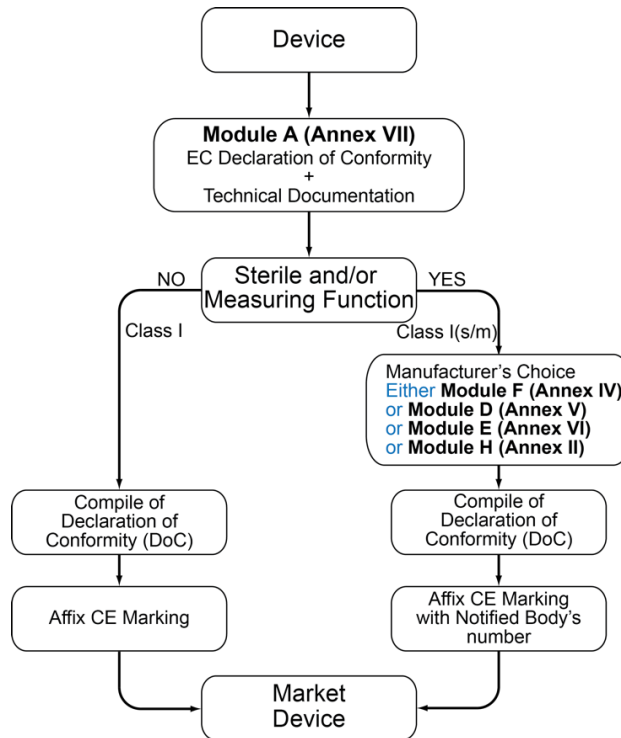 Device
Module A (Annex VII)
EC Declaration of Conformity
+
Technical Documentation
NO
Sterile and/or
Measuring Function
YES
Class I
Class I(s/m)
Manufacturer’s Choice
Either Module F (Annex IV)
or Module D (Annex V)
or Module E (Annex VI)
or Module H (Annex II)
Compile of
Declaration of
Conformity (DoC)
Compile of
Declaration of
Conformity (DoC)
Affix CE Marking
Affix CE Marking
with Notified Body’s
number
Market
Device